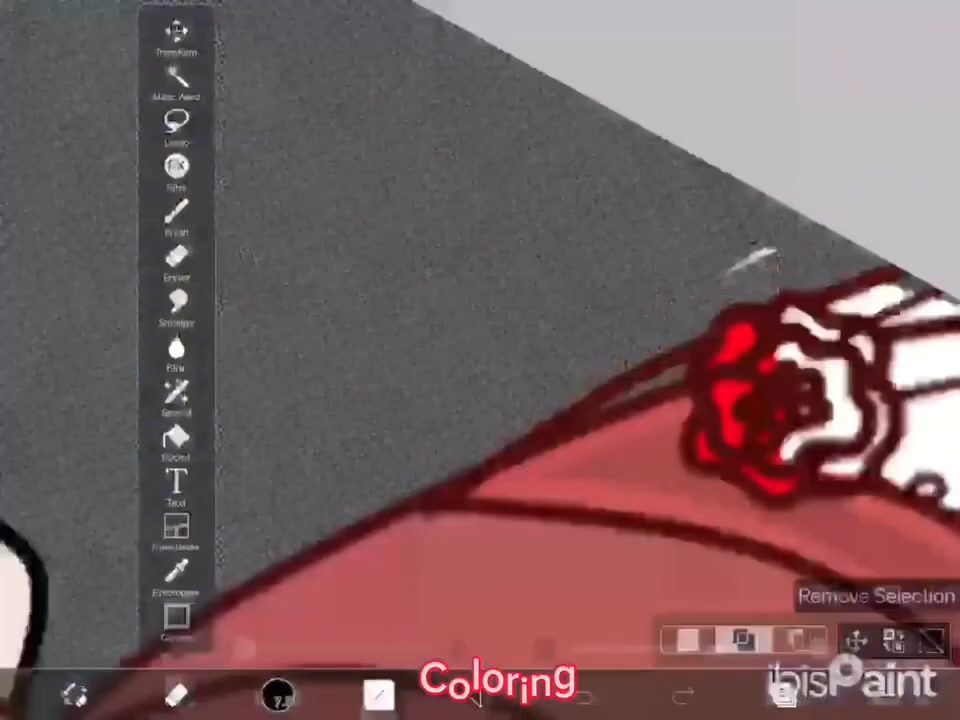 Transform
Magic Wand
Lasso
Filter
Brush
Eraser
Smudge
Blur
Special
Bucket
Text
Frame Divider
Eyedropper
Canvas
Remove Selection
Coloring
ibisPaint